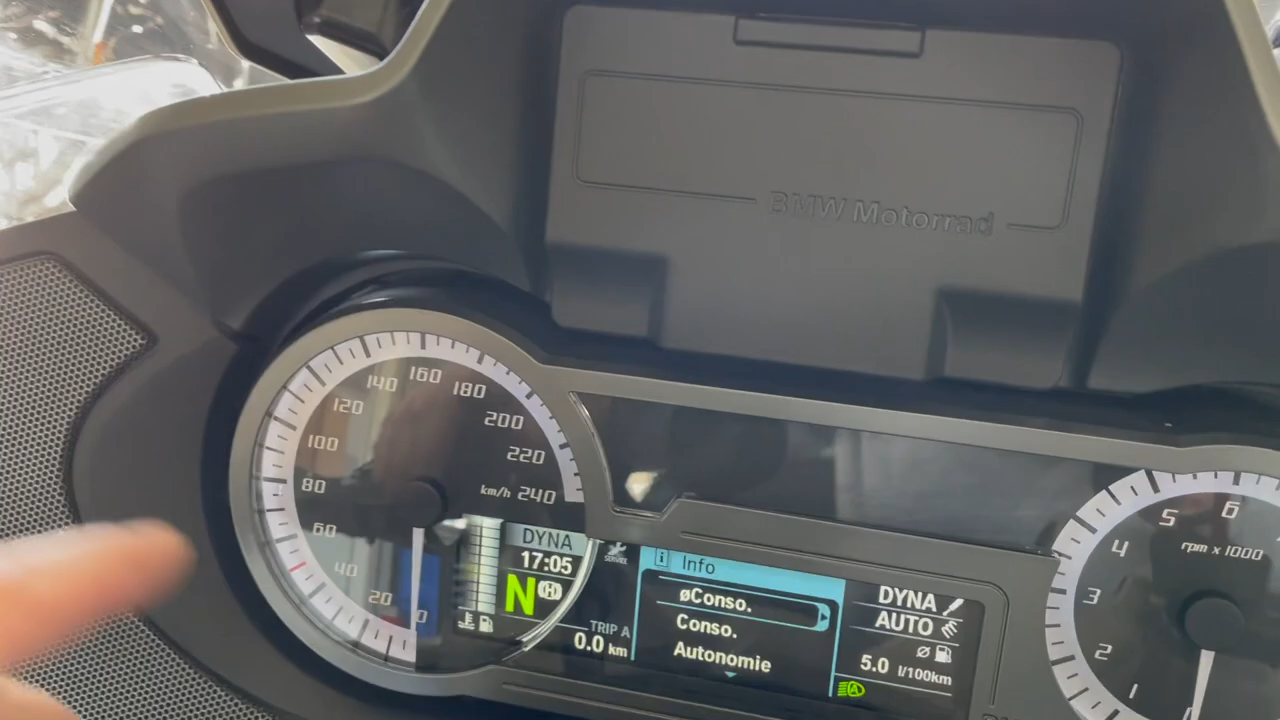 BMW Motorrad
160
140
180
120
200
100
220
80
km/h 240
60
40
20
0
DYNA
17:05
N
TRIP A
0.0 km
SERVICE
i Info
øConso.
Conso.
Autonomie
DYNA
AUTO
Ø
5.0 l/100km
A
6
5
4
rpm x 1000
3
2
1